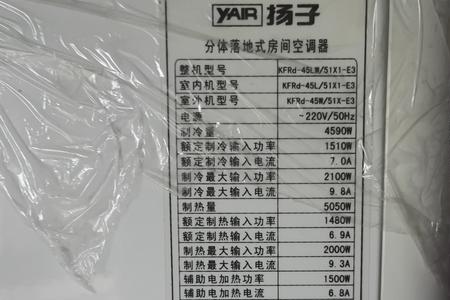 YAIR 扬子
分体落地式房间空调器
整机型号 KFRd-45LW/51X1-E3
室内机型号 KFRd-45L/51X1-E3
室外机型号 KFRd-45W/51X-E3
电源 ~220V/50Hz
制冷量 4590W
额定制冷输入功率 1510W
额定制冷输入电流 7.0A
制冷最大输入功率 2100W
制冷最大输入电流 9.8A
制热量 5050W
额定制热输入功率 1480W
额定制热输入电流 6.9A
制热最大输入功率 2000W
制热最大输入电流 9.3A
辅助电加热功率 1500W
辅助电加热电流 6.8A